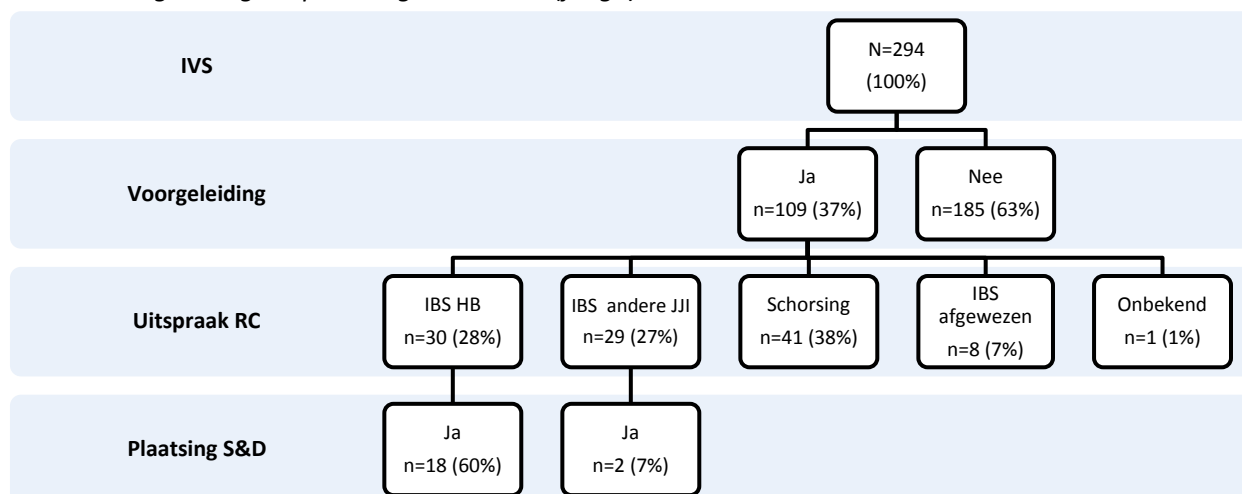 IVS
N=294
(100%)
Voorgeleiding
Ja
n=109 (37%)
Nee
n=185 (63%)
Uitspraak RC
IBS HB
n=30 (28%)
IBS  andere JJI
n=29 (27%)
Schorsing
n=41 (38%)
IBS
afgewezen
n=8 (7%)
Onbekend
n=1 (1%)
Plaatsing S&D
Ja
n=18 (60%)
Ja
n=2 (7%)